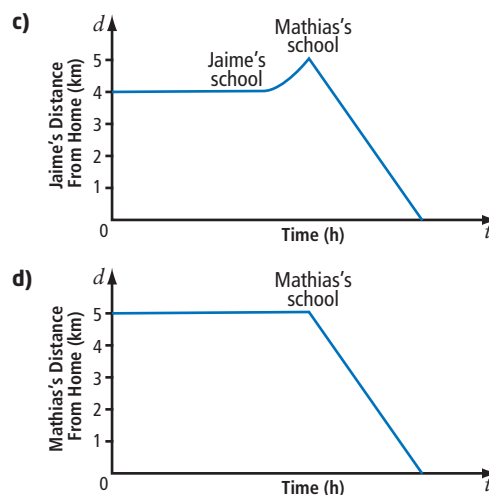 c)
d
Mathias's
school
Jaime's
school
Jaime's Distance
From Home (km)
5
4
3
2
1
0
Time (h)
t
d)
d
Mathias's
school
Mathias's Distance
From Home (km)
5
4
3
2
1
0
Time (h)
t